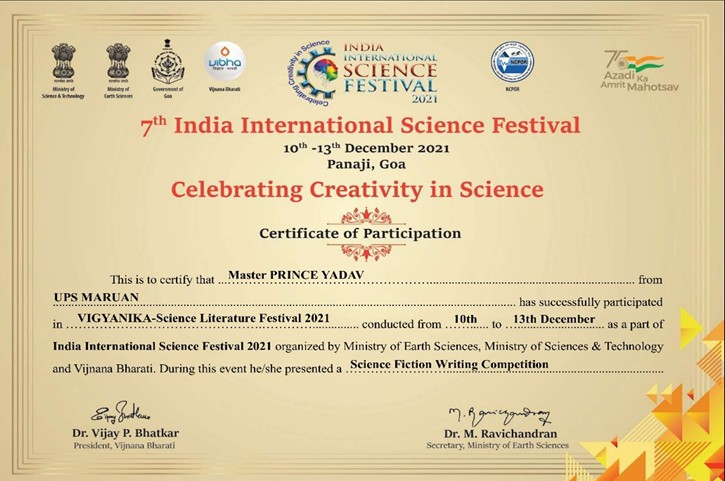 Ministry of
Science & Technology
Ministry of
Earth Sciences
Government of
Goa
vibha
Vijnana Bharati
Celebrating Creativity in Science
INDIA
INTERNATIONAL
SCIENCE
FESTIVAL
2021
NCPOR
NCPOR
75
Azadi Ka
Amrit Mahotsav
7th India International Science Festival
10th -13th December 2021
Panaji, Goa
Celebrating Creativity in Science
Certificate of Participation
This is to certify that Master PRINCE YADAV from
UPS MARUAN has successfully participated
in VIGYANIKA-Science Literature Festival 2021 conducted from 10th to 13th December as a part of
India International Science Festival 2021 organized by Ministry of Earth Sciences, Ministry of Sciences & Technology
and Vijnana Bharati. During this event he/she presented a Science Fiction Writing Competition
Dr. Vijay P. Bhatkar
President, Vijnana Bharati
M. Ravichandran
Dr. M. Ravichandran
Secretary, Ministry of Earth Sciences